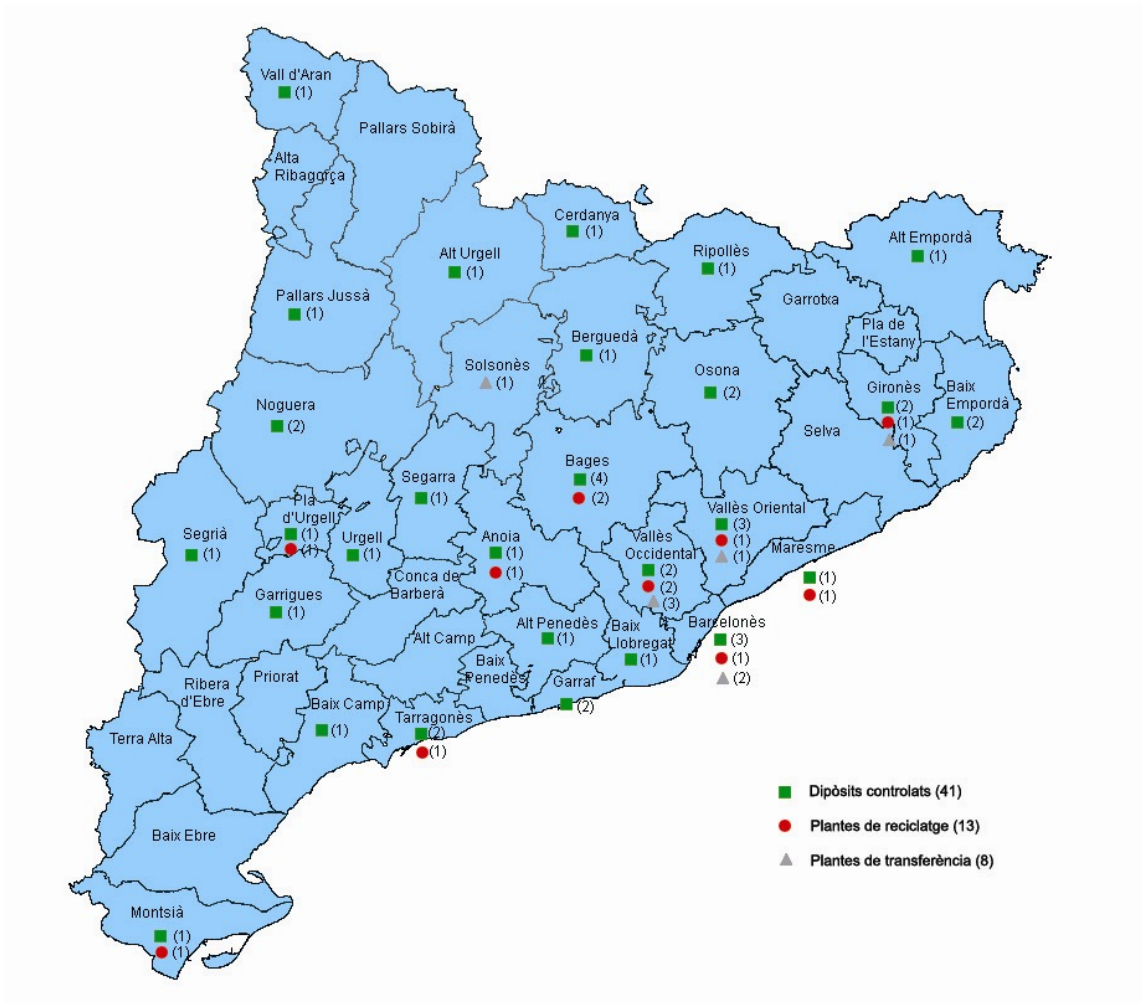 Vall d'Aran
(1)
Pallars Sobirà
Alta
Ribagorça
Cerdanya
(1)
Alt Urgell
(1)
Ripollès
(1)
Alt Empordà
(1)
Pallars Jussà
(1)
Garrotxa
Pla de
l'Estany
Berguedà
(1)
Solsonès
(1)
Osona
(2)
Gironès
(2)
(1)
(1)
Baix
Empordà
(2)
Noguera
(2)
Selva
Bages
(4)
(2)
Segarra
(1)
Pla
d'Urgell
(1)
(1)
Vallès Oriental
(3)
(1)
(1)
Segrià
(1)
Urgell
(1)
Anoia
(1)
(1)
Vallès
Occidental
(2)
(2)
(3)
Maresme
(1)
(1)
Conca de
Barberà
Garrigues
(1)
Alt Camp
Alt Penedès
(1)
Baix
Llobregat
(1)
Barcelonès
(3)
(1)
(2)
Baix
Penedès
Garraf
(2)
Priorat
Ribera
d'Ebre
Baix Camp
(1)
Tarragonès
(2)
(1)
Terra Alta
Dipòsits controlats (41)
Plantes de reciclatge (13)
Plantes de transferència (8)
Baix Ebre
Montsià
(1)
(1)